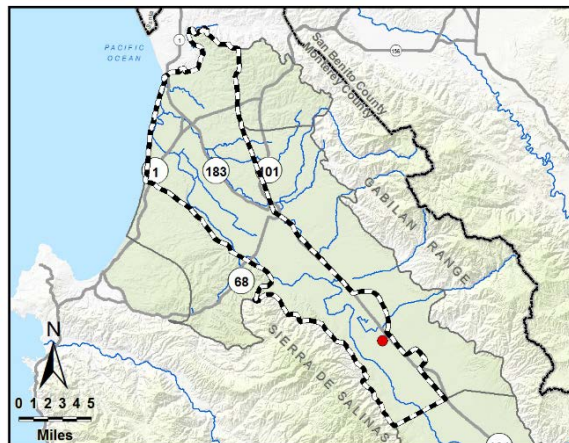 PACIFIC
OCEAN
1
156
San Benito County
Monterey County
183
101
1
GABILAN RANGE
68
SIERRA DE SALINAS
N
0 1 2 3 4 5
Miles